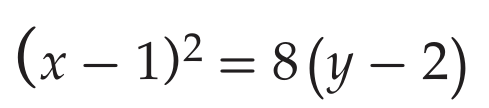 (x − 1)² = 8(y − 2)